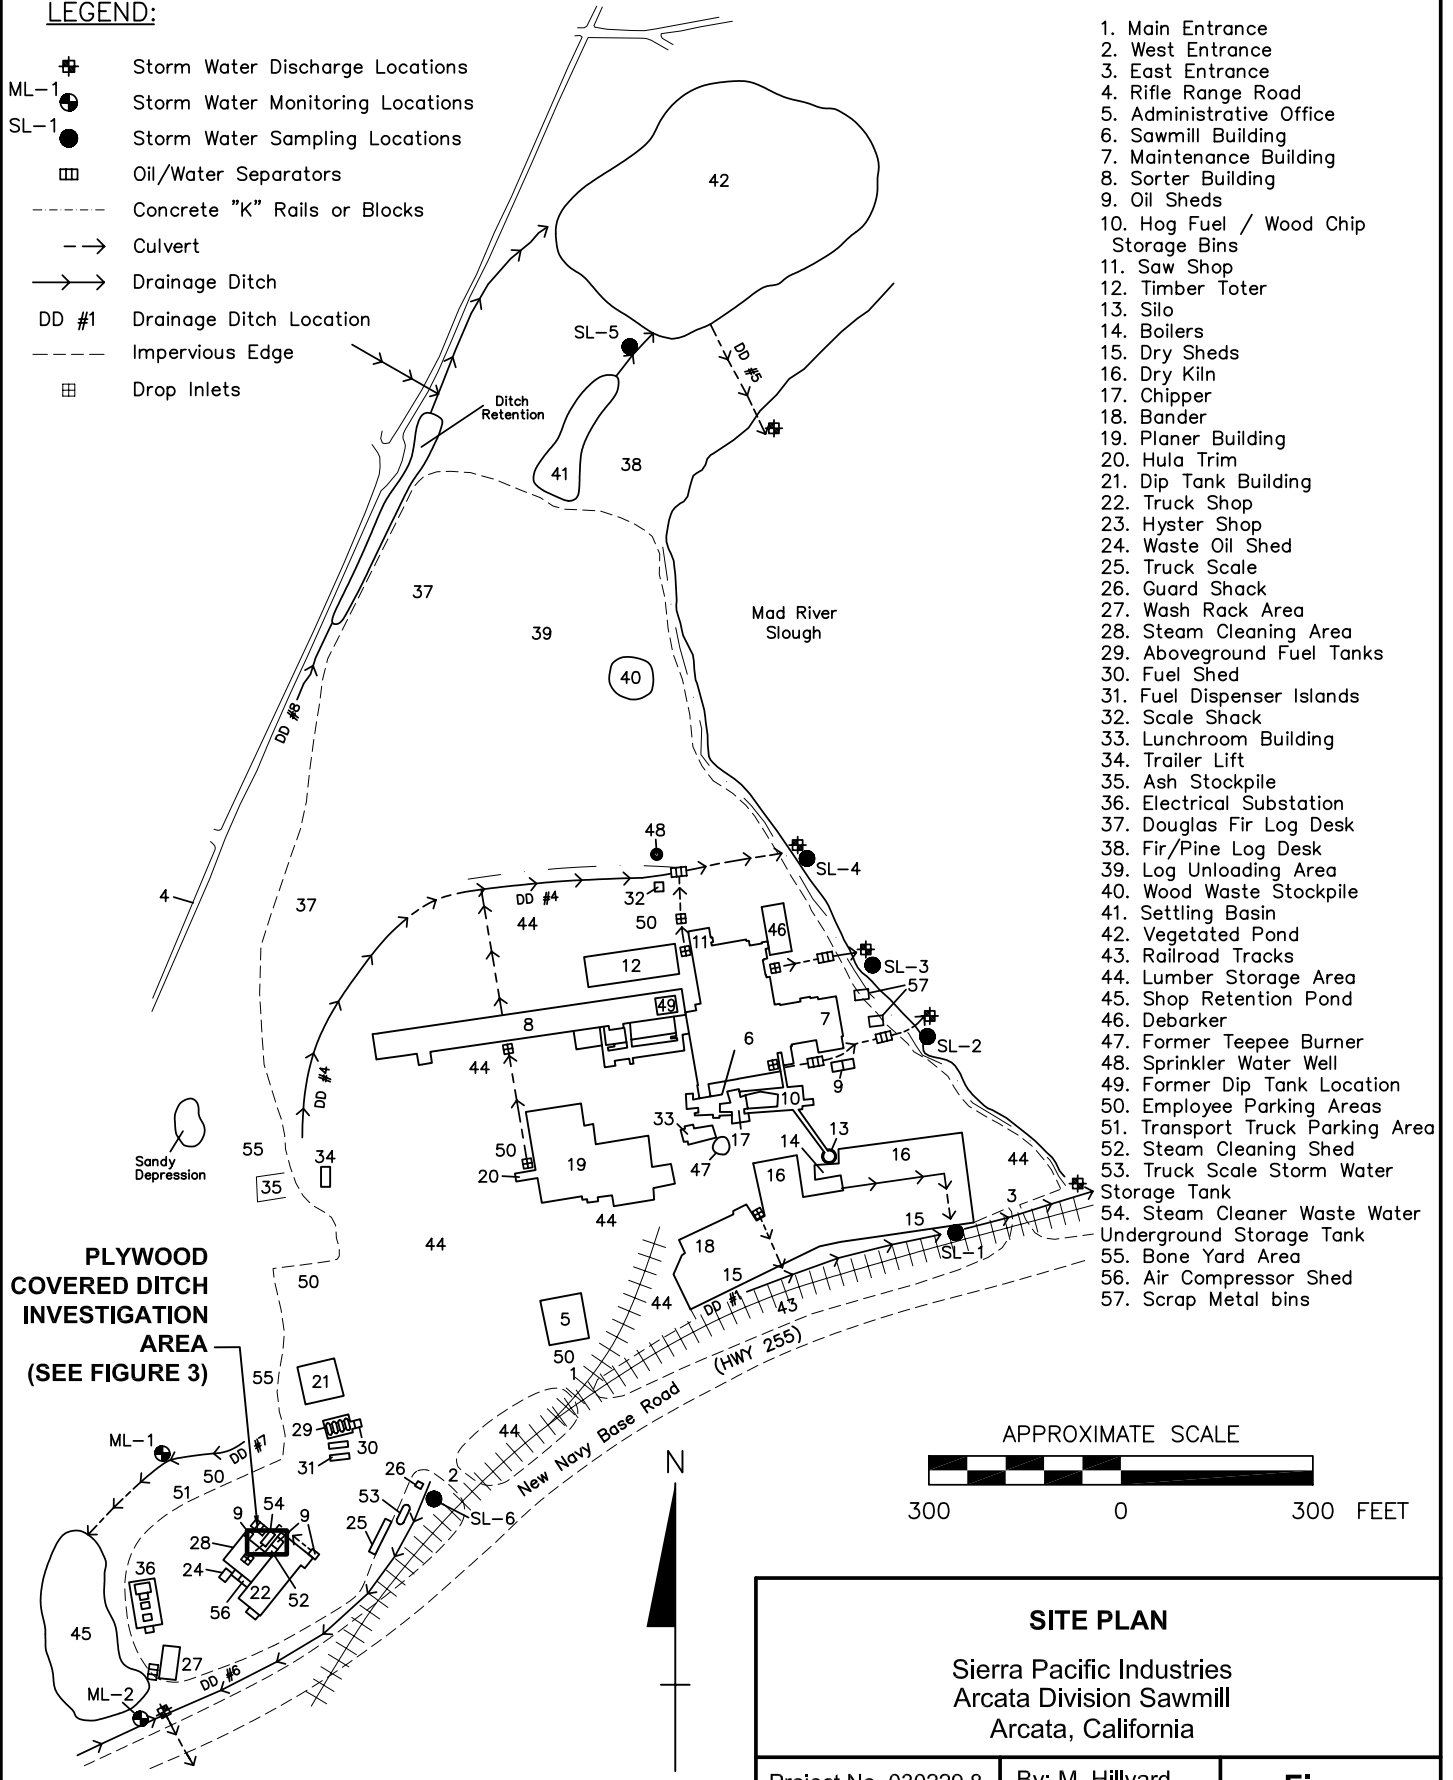 LEGEND:
Storm Water Discharge Locations
ML-1
Storm Water Monitoring Locations
SL-1
Storm Water Sampling Locations
Oil/Water Separators
Concrete "K" Rails or Blocks
Culvert
Drainage Ditch
DD #1 Drainage Ditch Location
Impervious Edge
Drop Inlets
1. Main Entrance
2. West Entrance
3. East Entrance
4. Rifle Range Road
5. Administrative Office
6. Sawmill Building
7. Maintenance Building
8. Sorter Building
9. Oil Sheds
10. Hog Fuel / Wood Chip
Storage Bins
11. Saw Shop
12. Timber Toter
13. Silo
14. Boilers
15. Dry Sheds
16. Dry Kiln
17. Chipper
18. Bander
19. Planer Building
20. Hula Trim
21. Dip Tank Building
22. Truck Shop
23. Hyster Shop
24. Waste Oil Shed
25. Truck Scale
26. Guard Shack
27. Wash Rack Area
28. Steam Cleaning Area
29. Aboveground Fuel Tanks
30. Fuel Shed
31. Fuel Dispenser Islands
32. Scale Shack
33. Lunchroom Building
34. Trailer Lift
35. Ash Stockpile
36. Electrical Substation
37. Douglas Fir Log Desk
38. Fir/Pine Log Desk
39. Log Unloading Area
40. Wood Waste Stockpile
41. Settling Basin
42. Vegetated Pond
43. Railroad Tracks
44. Lumber Storage Area
45. Shop Retention Pond
46. Debarker
47. Former Teepee Burner
48. Sprinkler Water Well
49. Former Dip Tank Location
50. Employee Parking Areas
51. Transport Truck Parking Area
52. Steam Cleaning Shed
53. Truck Scale Storm Water
Storage Tank
54. Steam Cleaner Waste Water
Underground Storage Tank
55. Bone Yard Area
56. Air Compressor Shed
57. Scrap Metal bins
42
SL-5
DD #5
Ditch
Retention
41
38
37
39
Mad River
Slough
40
DD #8
48
SL-4
4
37
DD #4
32
44
50
11
46
12
SL-3
57
49
8
7
6
SL-2
44
9
DD #4
10
33
17
13
55
34
Sandy
Depression
50
14
16
44
19
47
16
35
20
3
44
15
44
18
SL-1
PLYWOOD
COVERED DITCH
INVESTIGATION
AREA
(SEE FIGURE 3)
50
15
44
DD #1
43
5
50
(HWY 255)
55
21
1
New Navy Base Road
29
30
44
ML-1
DD #7
31
50
26
2
51
53
9
54
9
SL-6
25
28
36
24
22
52
56
45
27
DD #6
ML-2
N
APPROXIMATE SCALE
300 0 300 FEET
SITE PLAN
Sierra Pacific Industries
Arcata Division Sawmill
Arcata, California
Project No. 030229.8
By: M. Hillyard